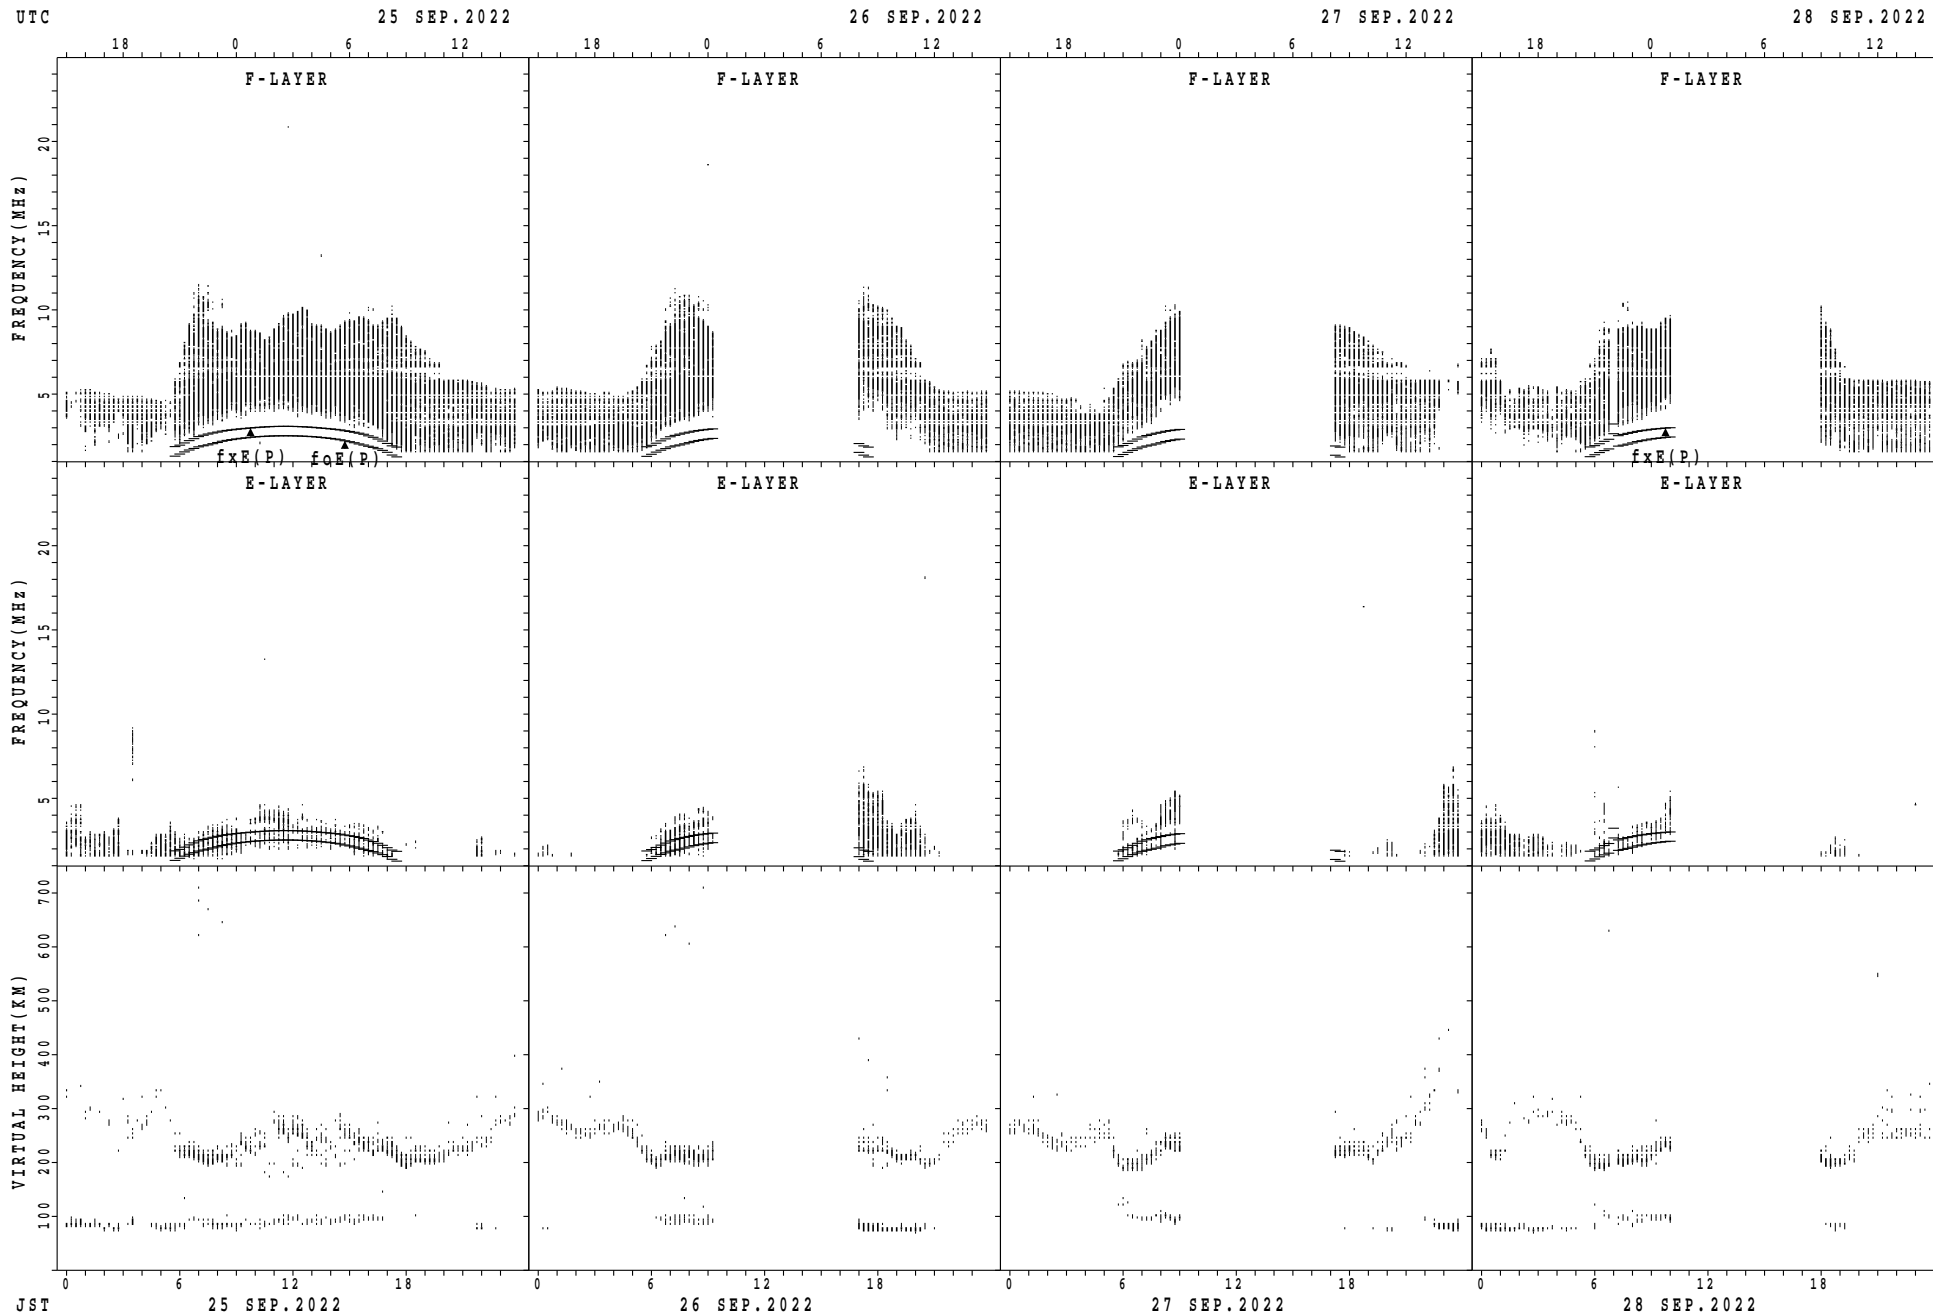 UTC 25 SEP.2022 26 SEP.2022 27 SEP.2022 28 SEP.2022
18 0 6 12 18 0 6 12 18 0 6 12 18 0 6 12
F-LAYER F-LAYER F-LAYER F-LAYER
FREQUENCY(MHz)
20
15
10
5
fxE(P) foE(P) fxE(P)
E-LAYER E-LAYER E-LAYER E-LAYER
FREQUENCY(MHz)
20
15
10
5
VIRTUAL HEIGHT(KM)
700
600
500
400
300
200
100
0 6 12 18 0 6 12 18 0 6 12 18 0 6 12 18
JST 25 SEP.2022 26 SEP.2022 27 SEP.2022 28 SEP.2022